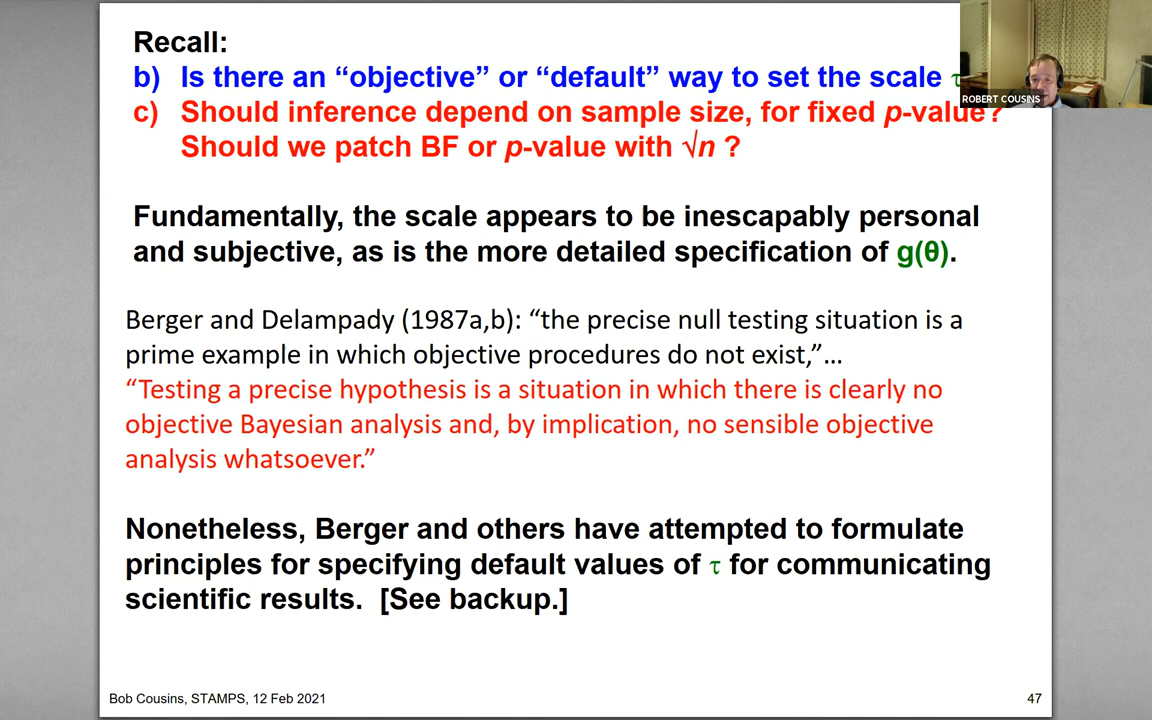 Recall:
b) Is there an “objective” or “default” way to set the scale τ
ROBERT COUSINS
c) Should inference depend on sample size, for fixed p-value?
Should we patch BF or p-value with √n ?
Fundamentally, the scale appears to be inescapably personal
and subjective, as is the more detailed specification of g(θ).
Berger and Delampady (1987a,b): “the precise null testing situation is a
prime example in which objective procedures do not exist,”…
“Testing a precise hypothesis is a situation in which there is clearly no
objective Bayesian analysis and, by implication, no sensible objective
analysis whatsoever.”
Nonetheless, Berger and others have attempted to formulate
principles for specifying default values of τ for communicating
scientific results. [See backup.]
Bob Cousins, STAMPS, 12 Feb 2021
47